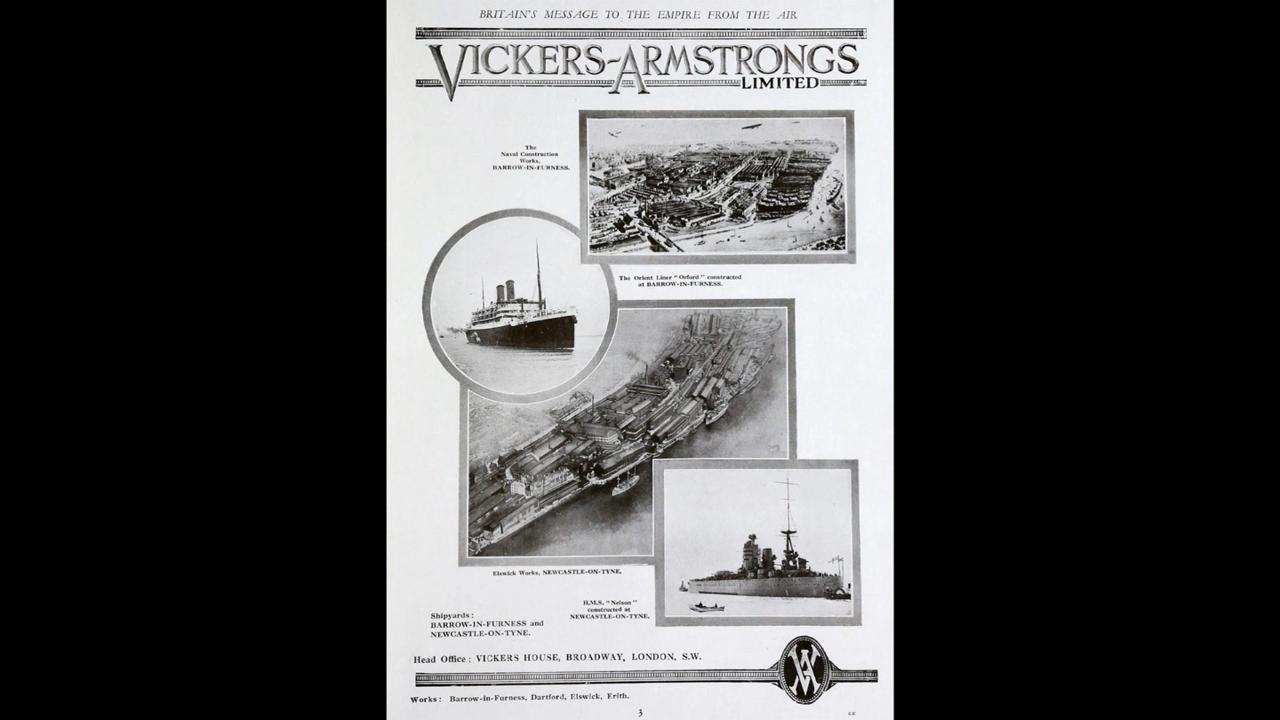 BRITAIN'S MESSAGE TO THE EMPIRE FROM THE AIR
VICKERS-ARMSTRONGS
LIMITED
The
Naval Construction
Works,
BARROW-IN-FURNESS.
The Orient Liner "Orford" constructed
at BARROW-IN-FURNESS.
Elswick Works, NEWCASTLE-ON-TYNE.
H.M.S. "Nelson"
constructed at
NEWCASTLE-ON-TYNE.
Shipyards :
BARROW-IN-FURNESS and
NEWCASTLE-ON-TYNE.
Head Office : VICKERS HOUSE, BROADWAY, LONDON, S.W.
VA
Works : Barrow-in-Furness, Dartford, Elswick, Erith.
3